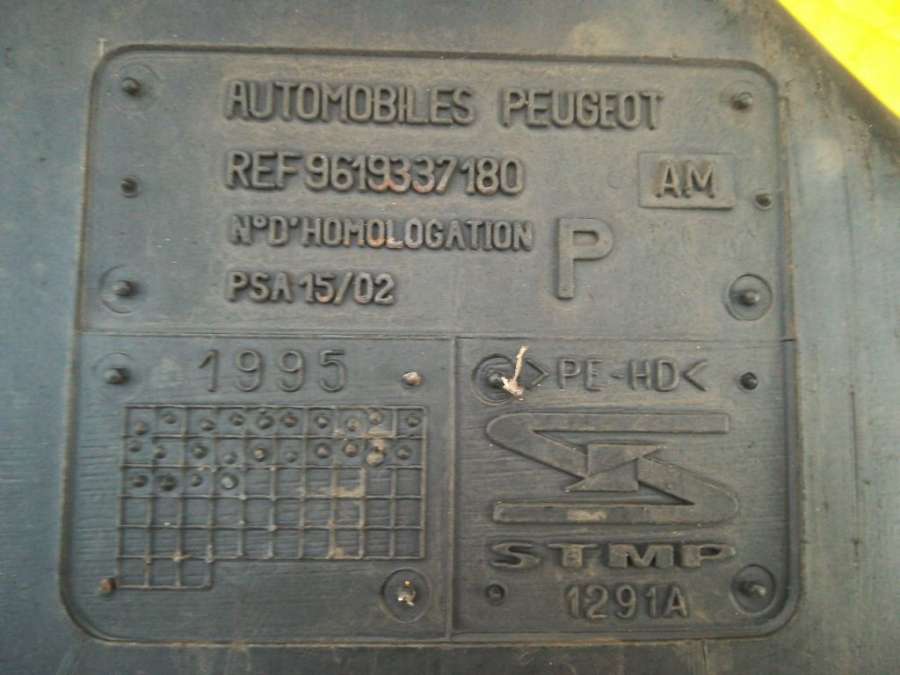 AUTOMOBILES PEUGEOT
REF 9619337180
AM
N°D'HOMOLOGATION
P
PSA 15/02
1995
>PE-HD<
STMP
1291A